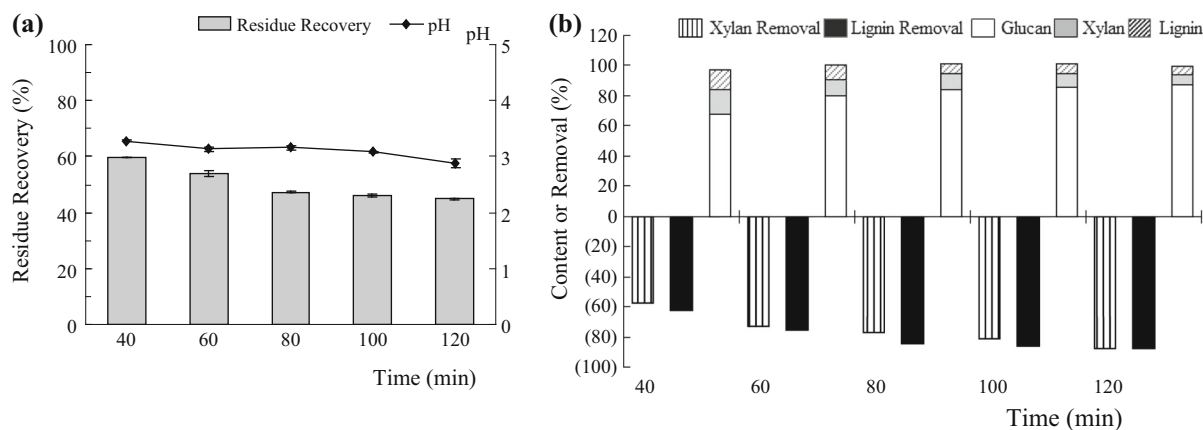 (a)
Residue Recovery pH
pH
100
80
60
40
20
0
Residue Recovery (%)
5
4
3
2
1
0
40 60 80 100 120
Time (min)
(b)
Xylan Removal Lignin Removal Glucan Xylan Lignin
120
100
80
60
40
20
0
(20)
(40)
(60)
(80)
(100)
Content or Removal (%)
40 60 80 100 120
Time (min)